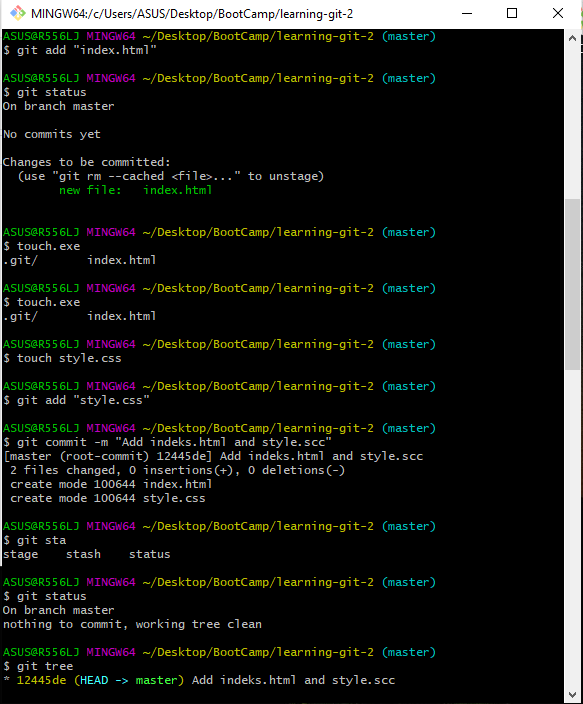 MINGW64:/c/Users/ASUS/Desktop/BootCamp/learning-git-2
ASUS@R556LJ MINGW64 ~/Desktop/BootCamp/learning-git-2 (master)
$ git add "index.html"
ASUS@R556LJ MINGW64 ~/Desktop/BootCamp/learning-git-2 (master)
$ git status
On branch master
No commits yet
Changes to be committed:
  (use "git rm --cached <file>..." to unstage)
        new file:   index.html
ASUS@R556LJ MINGW64 ~/Desktop/BootCamp/learning-git-2 (master)
$ touch.exe
.git/       index.html
ASUS@R556LJ MINGW64 ~/Desktop/BootCamp/learning-git-2 (master)
$ touch.exe
.git/       index.html
ASUS@R556LJ MINGW64 ~/Desktop/BootCamp/learning-git-2 (master)
$ touch style.css
ASUS@R556LJ MINGW64 ~/Desktop/BootCamp/learning-git-2 (master)
$ git add "style.css"
ASUS@R556LJ MINGW64 ~/Desktop/BootCamp/learning-git-2 (master)
$ git commit -m "Add indeks.html and style.scc"
[master (root-commit) 12445de] Add indeks.html and style.scc
 2 files changed, 0 insertions(+), 0 deletions(-)
 create mode 100644 index.html
 create mode 100644 style.css
ASUS@R556LJ MINGW64 ~/Desktop/BootCamp/learning-git-2 (master)
$ git sta
stage    stash    status
ASUS@R556LJ MINGW64 ~/Desktop/BootCamp/learning-git-2 (master)
$ git status
On branch master
nothing to commit, working tree clean
ASUS@R556LJ MINGW64 ~/Desktop/BootCamp/learning-git-2 (master)
$ git tree
* 12445de (HEAD -> master) Add indeks.html and style.scc